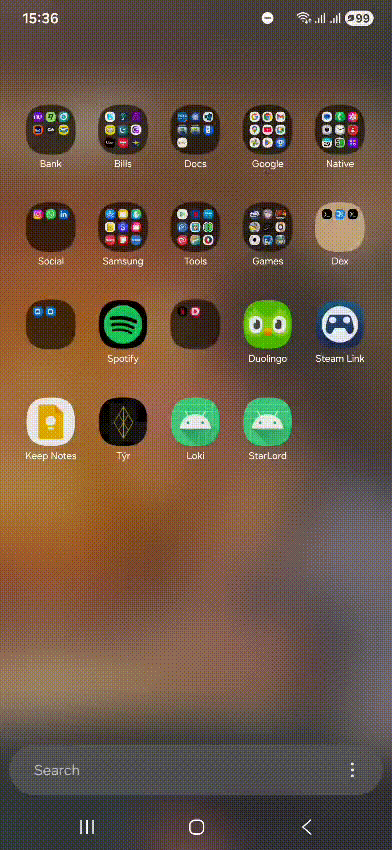 15:36
99
Bank Bills Docs Google Native
Social Samsung Tools Games Dex
Spotify Duolingo Steam Link
Keep Notes Týr Loki StarLord
Search